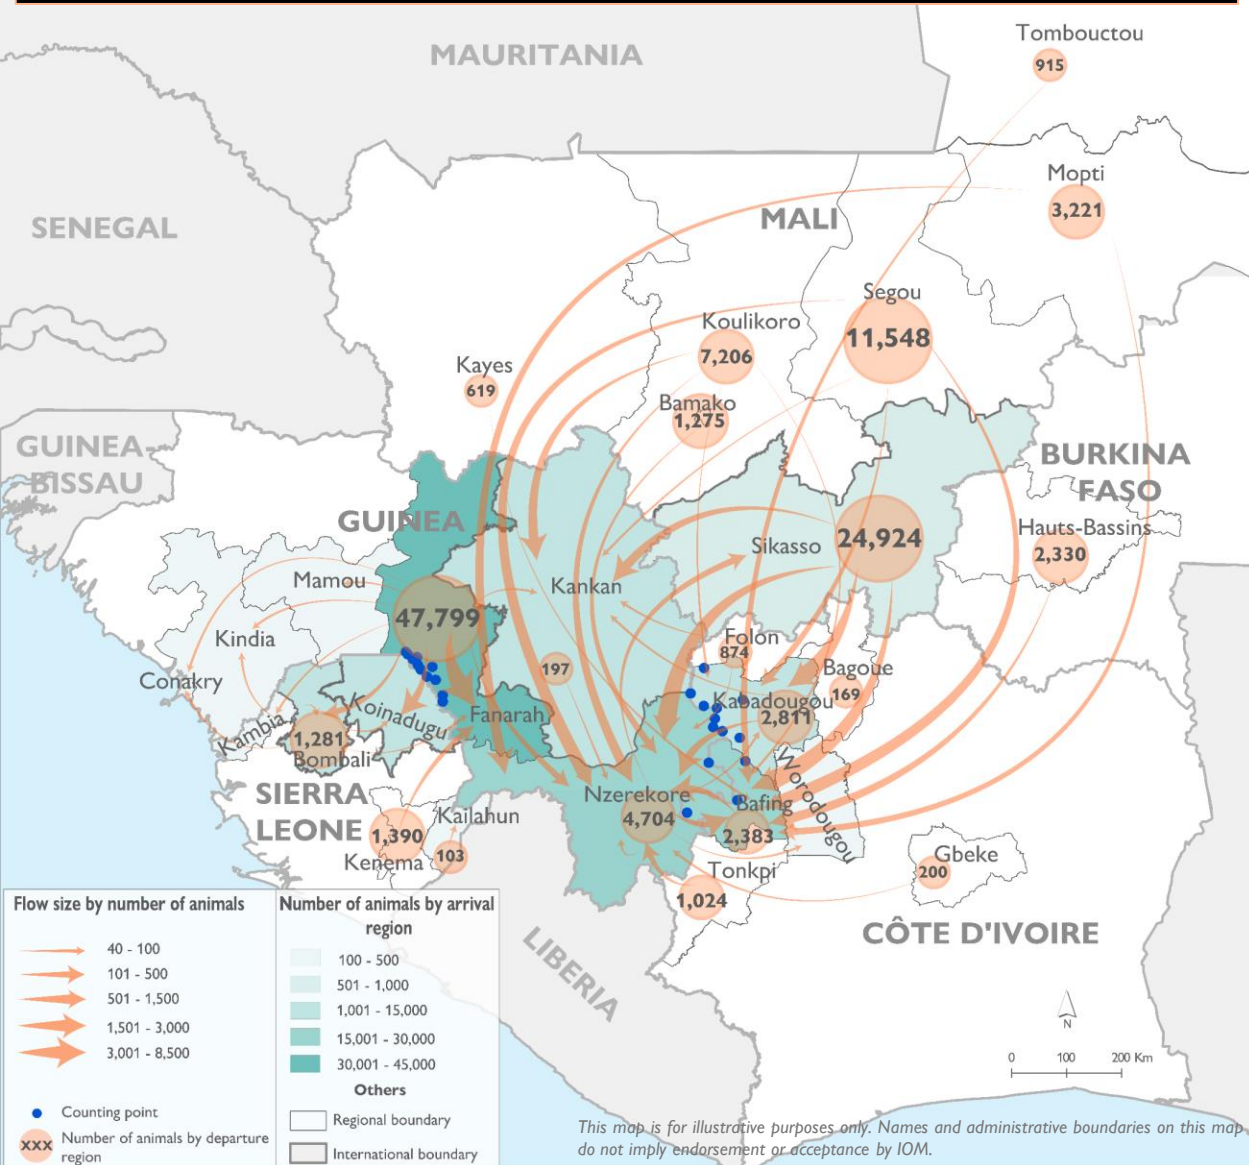 Tombouctou
915
MAURITANIA
Mopti
3,221
MALI
SENEGAL
Segou
11,548
Koulikoro
7,206
Kayes
619
Bamako
1,275
GUINEA-
BISSAU
BURKINA
FASO
GUINEA
Hauts-Bassins
2,330
Sikasso
24,924
Mamou
Kankan
47,799
Kindia
Folon
874
197
Bagoue
169
Conakry
Kabadougou
2,811
Koinadugu
Fanarah
Kambia
1,281
Bombali
Worodougou
SIERRA
LEONE
Nzerekore
4,704
Bafing
2,383
Kailahun
1,390
Kenema
103
Gbeke
200
Tonkpi
1,024
CÔTE D'IVOIRE
LIBERIA
Flow size by number of animals
40 - 100
101 - 500
501 - 1,500
1,501 - 3,000
3,001 - 8,500
Counting point
XXX Number of animals by departure
region
Number of animals by arrival
region
100 - 500
501 - 1,000
1,001 - 15,000
15,001 - 30,000
30,001 - 45,000
Others
Regional boundary
International boundary
N
0 100 200 Km
This map is for illustrative purposes only. Names and administrative boundaries on this map
do not imply endorsement or acceptance by IOM.